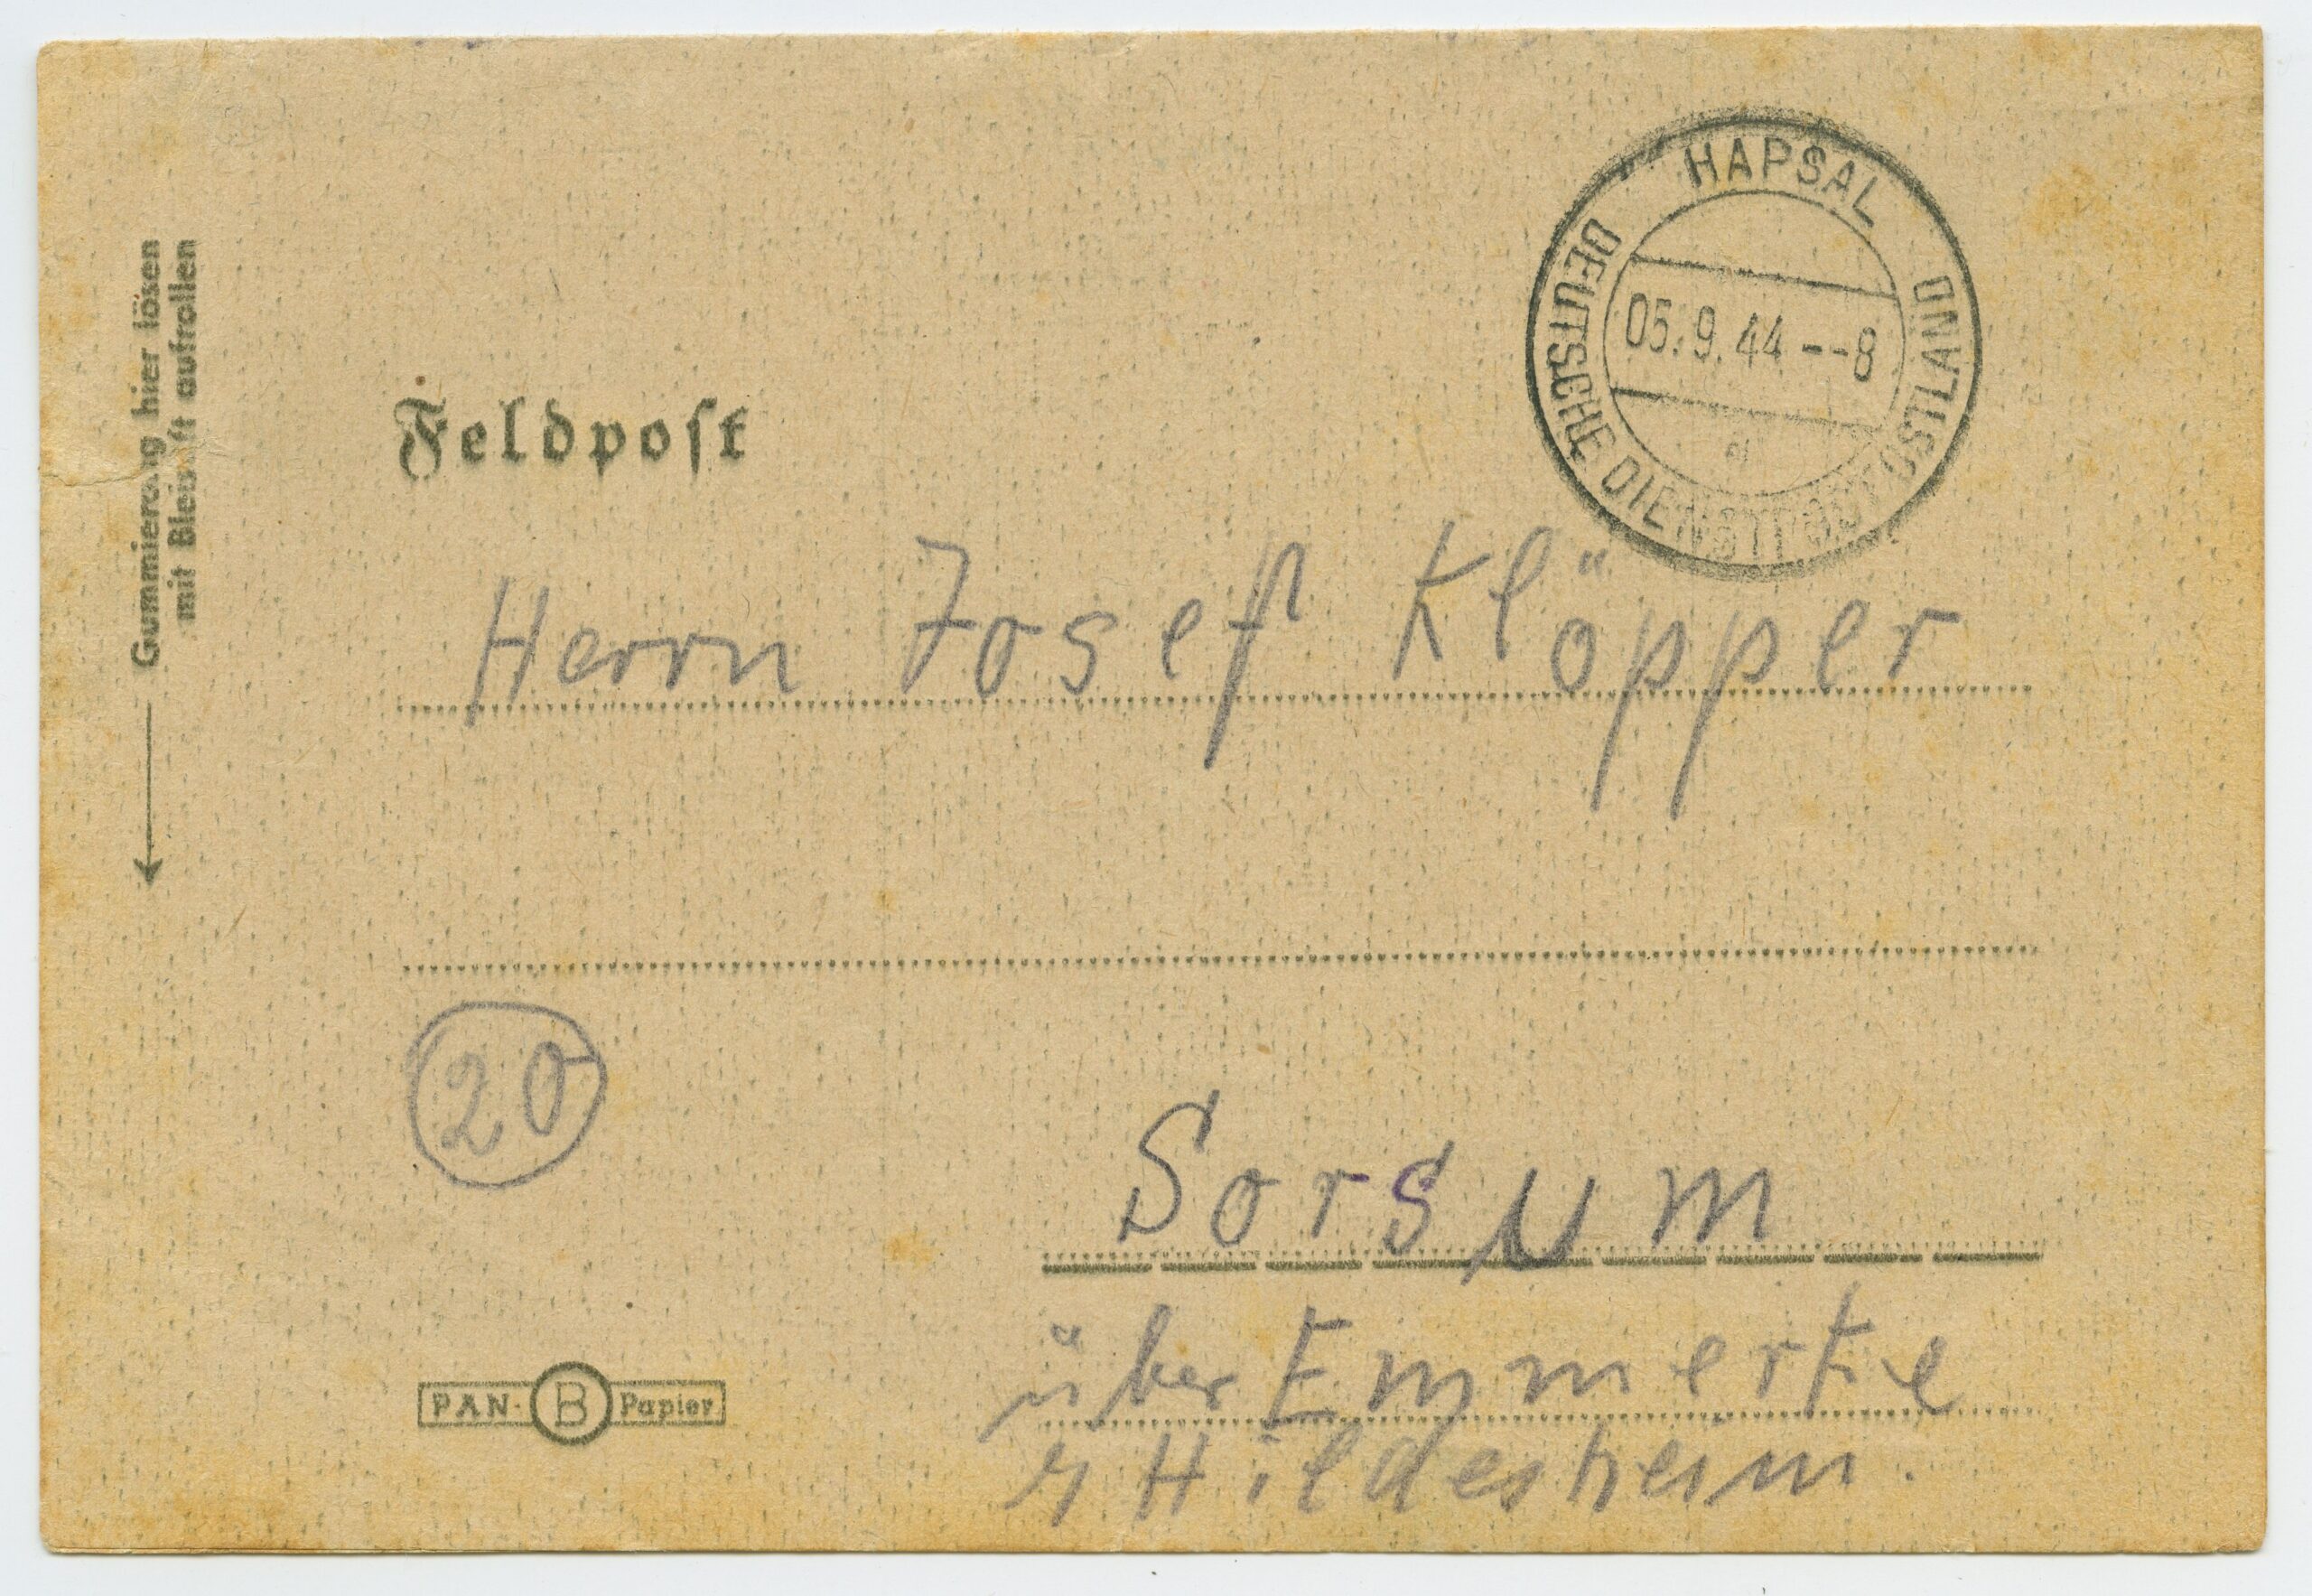 Gummierung hier lösen
mit Bleistift aufrollen
Feldpost
HAPSAL
DEUTSCHE DIENSTPOST OSTLAND
05.9.44--8
a
Herrn Josef Klöpper
20
Sorsum
über Emmerke
Hildesheim.
PAN- B Papier